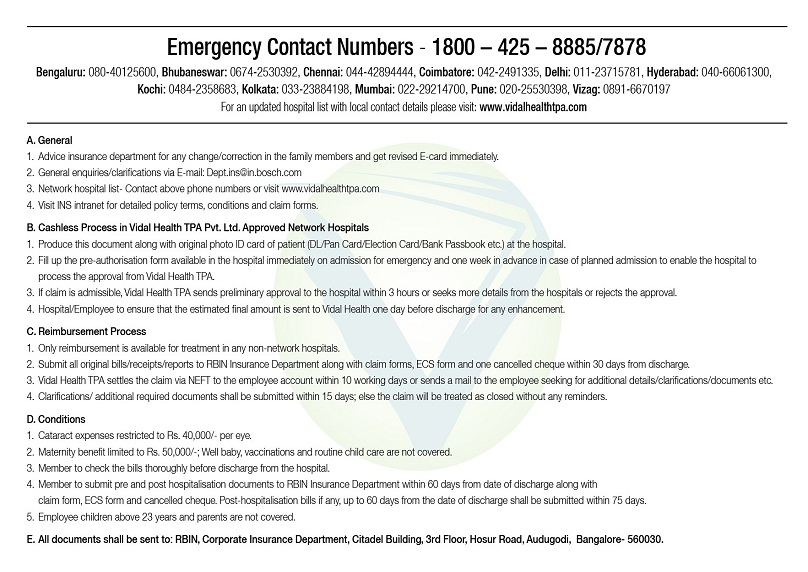 Emergency Contact Numbers - 1800 – 425 – 8885/7878
Bengaluru: 080-40125600, Bhubaneswar: 0674-2530392, Chennai: 044-42894444, Coimbatore: 042-2491335, Delhi: 011-23715781, Hyderabad: 040-66061300,
Kochi: 0484-2358683, Kolkata: 033-23884198, Mumbai: 022-29214700, Pune: 020-25530398, Vizag: 0891-6670197
For an updated hospital list with local contact details please visit: www.vidalhealthtpa.com
A. General
1. Advice insurance department for any change/correction in the family members and get revised E-card immediately.
2. General enquiries/clarifications via E-mail: Dept.ins@in.bosch.com
3. Network hospital list- Contact above phone numbers or visit www.vidalhealthtpa.com
4. Visit INS intranet for detailed policy terms, conditions and claim forms.
B. Cashless Process in Vidal Health TPA Pvt. Ltd. Approved Network Hospitals
1. Produce this document along with original photo ID card of patient (DL/Pan Card/Election Card/Bank Passbook etc.) at the hospital.
2. Fill up the pre-authorisation form available in the hospital immediately on admission for emergency and one week in advance in case of planned admission to enable the hospital to
process the approval from Vidal Health TPA.
3. If claim is admissible, Vidal Health TPA sends preliminary approval to the hospital within 3 hours or seeks more details from the hospitals or rejects the approval.
4. Hospital/Employee to ensure that the estimated final amount is sent to Vidal Health one day before discharge for any enhancement.
C. Reimbursement Process
1. Only reimbursement is available for treatment in any non-network hospitals.
2. Submit all original bills/receipts/reports to RBIN Insurance Department along with claim forms, ECS form and one cancelled cheque within 30 days from discharge.
3. Vidal Health TPA settles the claim via NEFT to the employee account within 10 working days or sends a mail to the employee seeking for additional details/clarifications/documents etc.
4. Clarifications/ additional required documents shall be submitted within 15 days; else the claim will be treated as closed without any reminders.
D. Conditions
1. Cataract expenses restricted to Rs. 40,000/- per eye.
2. Maternity benefit limited to Rs. 50,000/-; Well baby, vaccinations and routine child care are not covered.
3. Member to check the bills thoroughly before discharge from the hospital.
4. Member to submit pre and post hospitalisation documents to RBIN Insurance Department within 60 days from date of discharge along with
claim form, ECS form and cancelled cheque. Post-hospitalisation bills if any, up to 60 days from the date of discharge shall be submitted within 75 days.
5. Employee children above 23 years and parents are not covered.
E. All documents shall be sent to: RBIN, Corporate Insurance Department, Citadel Building, 3rd Floor, Hosur Road, Audugodi, Bangalore- 560030.